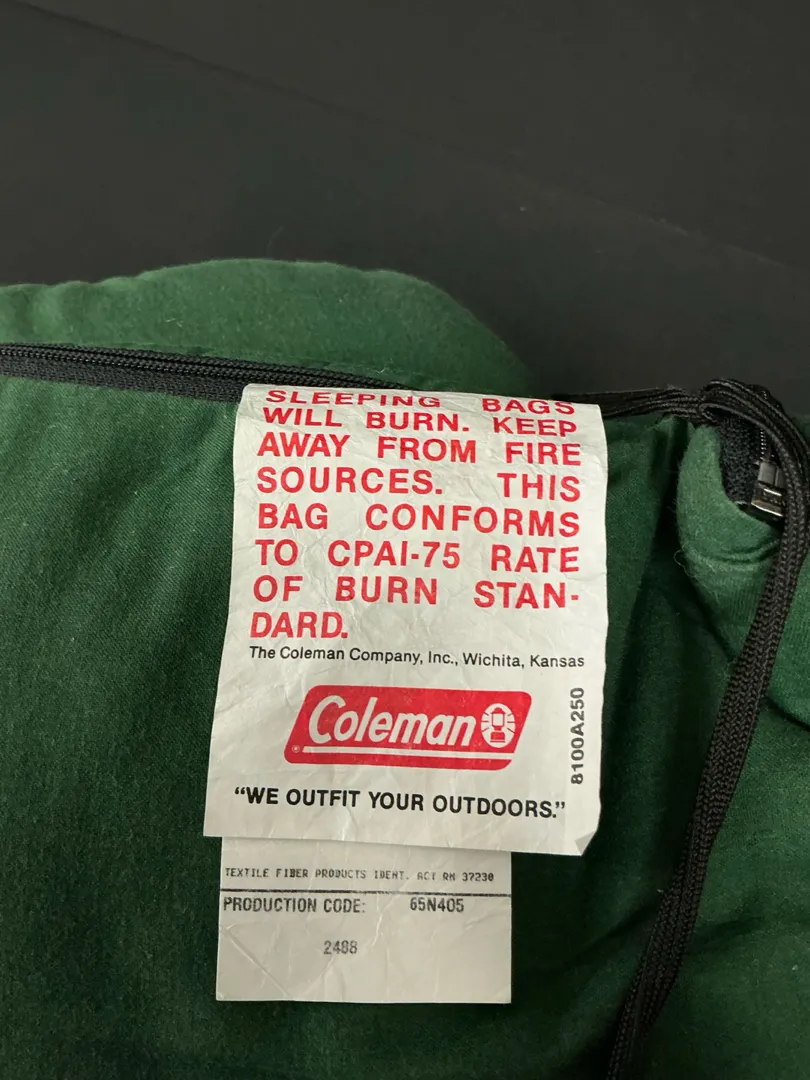 SLEEPING BAGS
WILL BURN. KEEP
AWAY FROM FIRE
SOURCES. THIS
BAG CONFORMS
TO CPAI-75 RATE
OF BURN STAN-
DARD.
The Coleman Company, Inc., Wichita, Kansas
Coleman
®
8100A250
“WE OUTFIT YOUR OUTDOORS.”
TEXTILE FIBER PRODUCTS IDENT. ACT RN 37230
PRODUCTION CODE: 65N405
2488